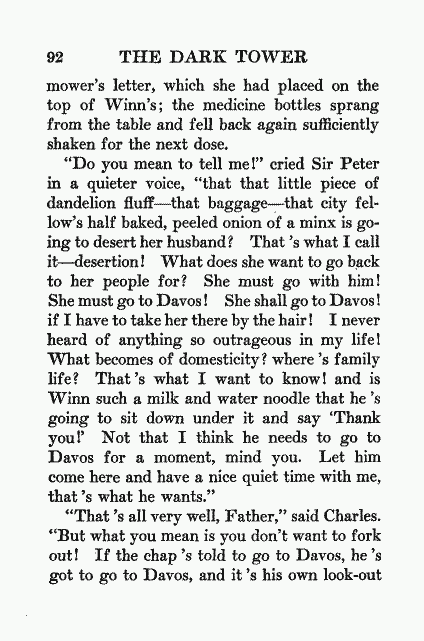 92 THE DARK TOWER
mower's letter, which she had placed on the
top of Winn's; the medicine bottles sprang
from the table and fell back again sufficiently
shaken for the next dose.
"Do you mean to tell me!" cried Sir Peter
in a quieter voice, "that that little piece of
dandelion fluff—that baggage—that city fel-
low's half baked, peeled onion of a minx is go-
ing to desert her husband? That 's what I call
it—desertion! What does she want to go back
to her people for? She must go with him!
She must go to Davos! She shall go to Davos!
if I have to take her there by the hair! I never
heard of anything so outrageous in my life!
What becomes of domesticity? where 's family
life? That 's what I want to know! and is
Winn such a milk and water noodle that he 's
going to sit down under it and say 'Thank
you!' Not that I think he needs to go to
Davos for a moment, mind you. Let him
come here and have a nice quiet time with me,
that 's what he wants."
"That 's all very well, Father," said Charles.
"But what you mean is you don't want to fork
out! If the chap 's told to go to Davos, he 's
got to go to Davos, and it 's his own look-out